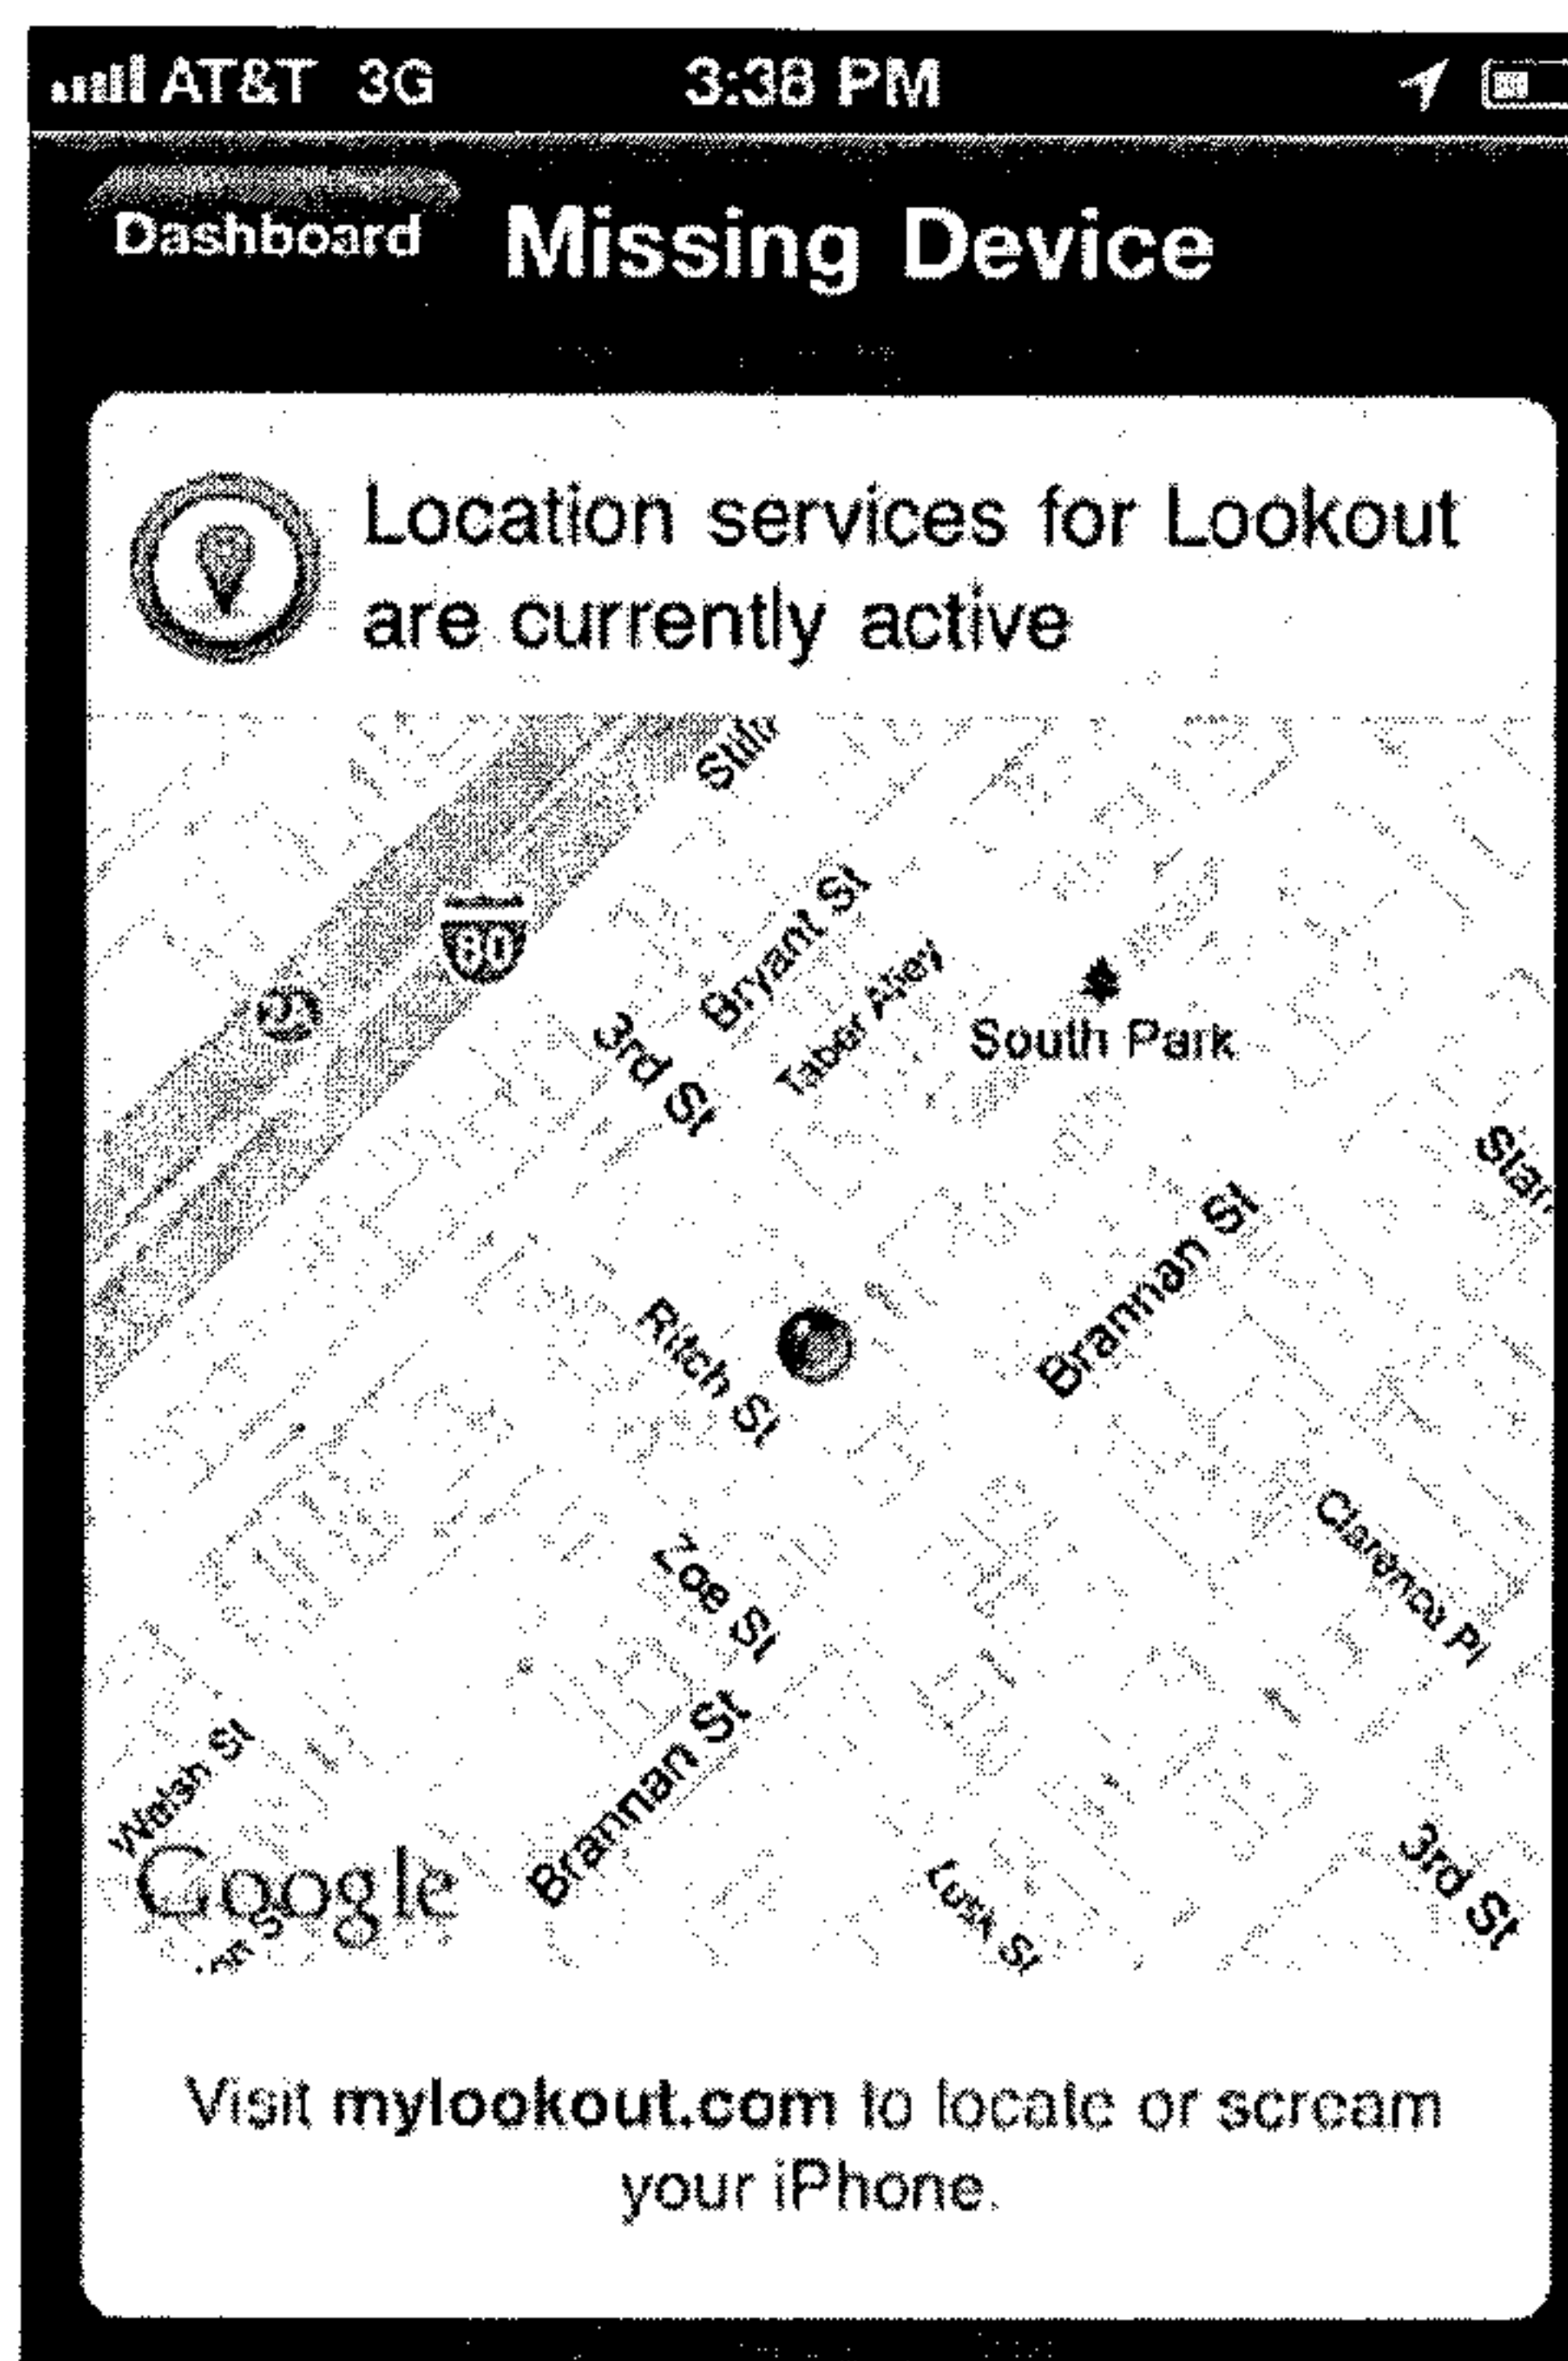 AT&T 3G 3:38 PM
Dashboard Missing Device
Location services for Lookout
are currently active
80
Bryant St
Taber Alley
3rd St
South Park
Brannan St
Ritch St
Clarence Pl
Zoe St
Walsh St
Brannan St
3rd St
Google
Lusk St
Visit mylookout.com to locate or scream
your iPhone.